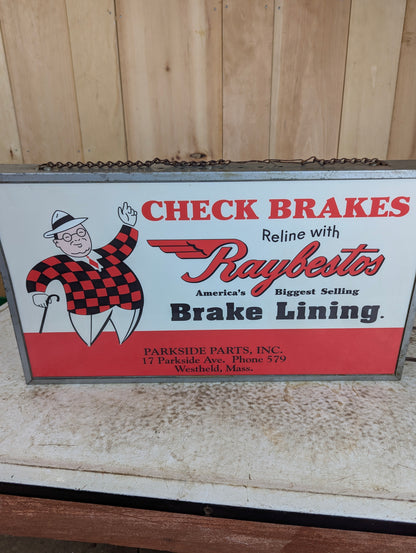 CHECK BRAKES
Reline with
Raybestos
America's Biggest Selling
Brake Lining.
PARKSIDE PARTS, INC.
17 Parkside Ave. Phone 579
Westfield, Mass.